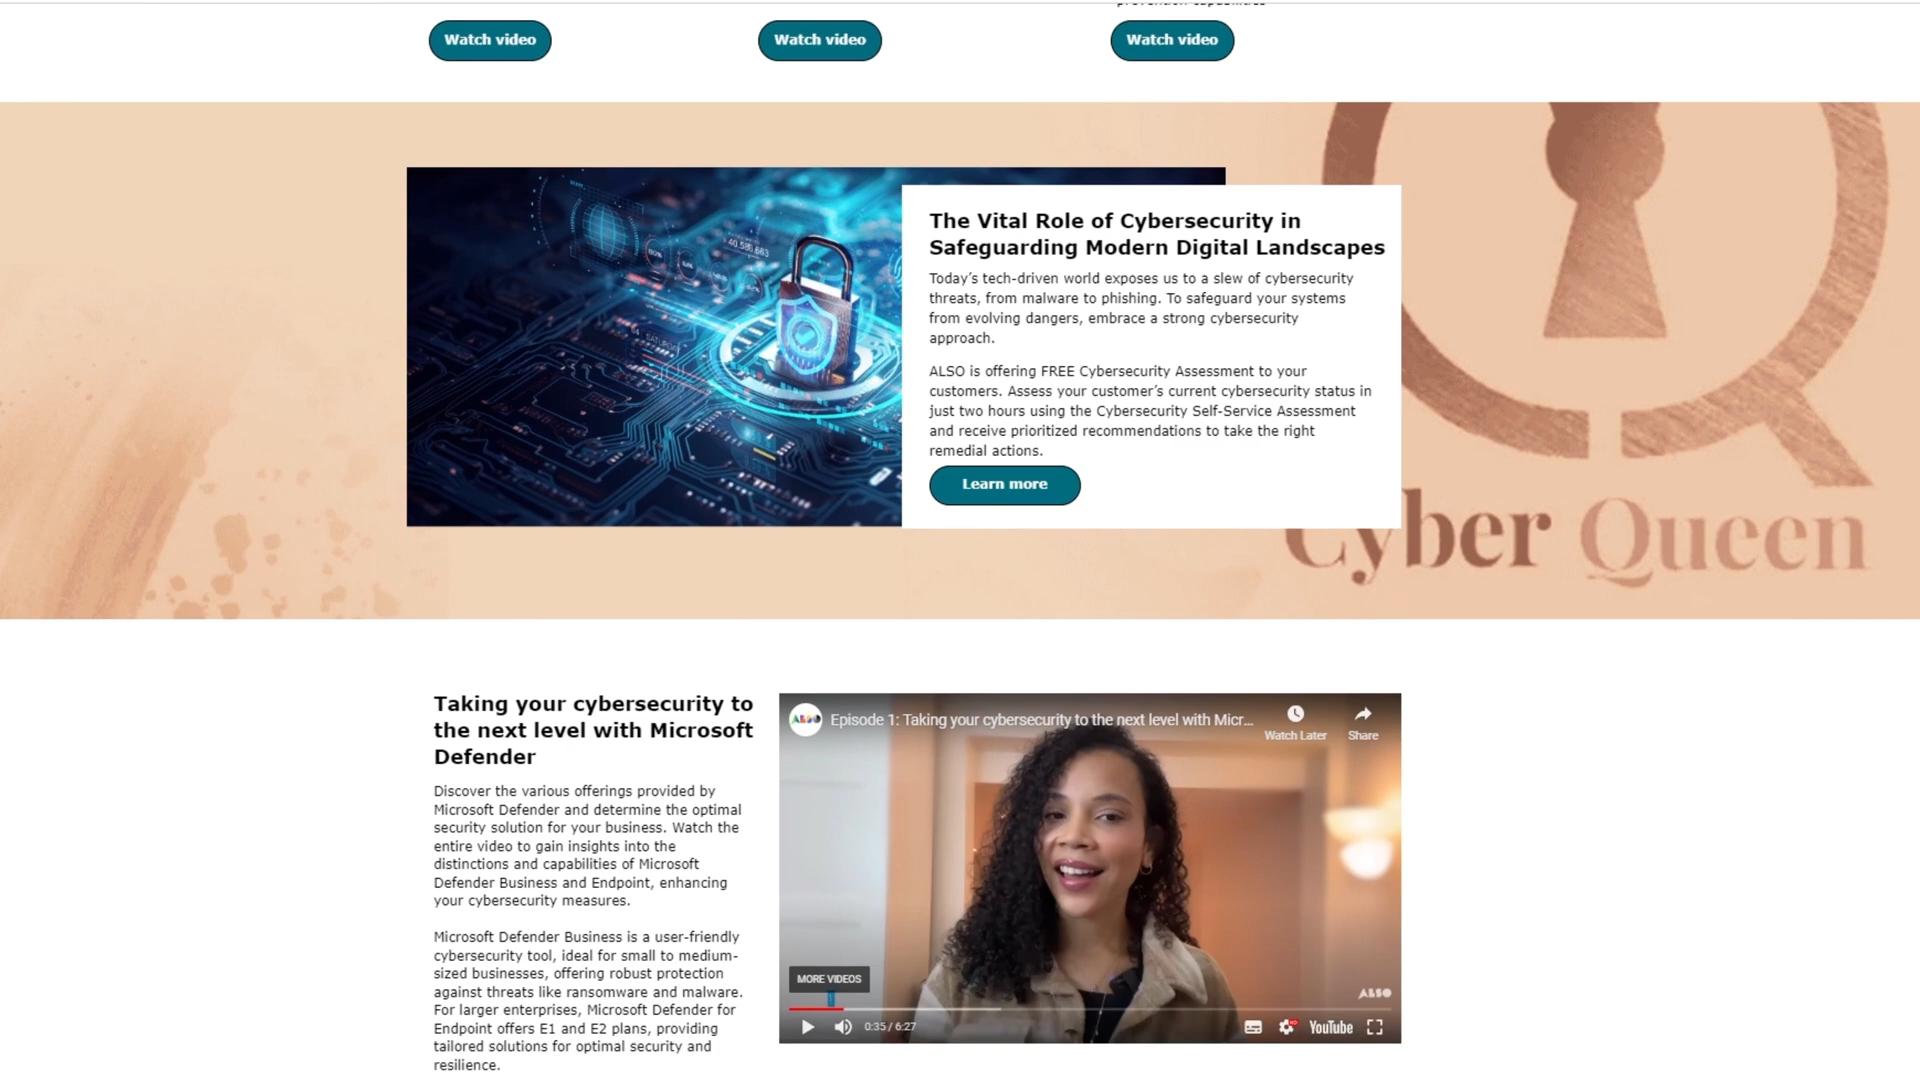 Watch video
Watch video
Watch video
40,586,663
The Vital Role of Cybersecurity in
Safeguarding Modern Digital Landscapes
Today’s tech-driven world exposes us to a slew of cybersecurity
threats, from malware to phishing. To safeguard your systems
from evolving dangers, embrace a strong cybersecurity
approach.
ALSO is offering FREE Cybersecurity Assessment to your
customers. Assess your customer’s current cybersecurity status in
just two hours using the Cybersecurity Self-Service Assessment
and receive prioritized recommendations to take the right
remedial actions.
Learn more
Cyber Queen
Taking your cybersecurity to
the next level with Microsoft
Defender
Discover the various offerings provided by
Microsoft Defender and determine the optimal
security solution for your business. Watch the
entire video to gain insights into the
distinctions and capabilities of Microsoft
Defender Business and Endpoint, enhancing
your cybersecurity measures.
Microsoft Defender Business is a user-friendly
cybersecurity tool, ideal for small to medium-
sized businesses, offering robust protection
against threats like ransomware and malware.
For larger enterprises, Microsoft Defender for
Endpoint offers E1 and E2 plans, providing
tailored solutions for optimal security and
resilience.
ALSO
Episode 1: Taking your cybersecurity to the next level with Micr...
Watch Later
Share
MORE VIDEOS
ALSO
0:35 / 6:27
YouTube